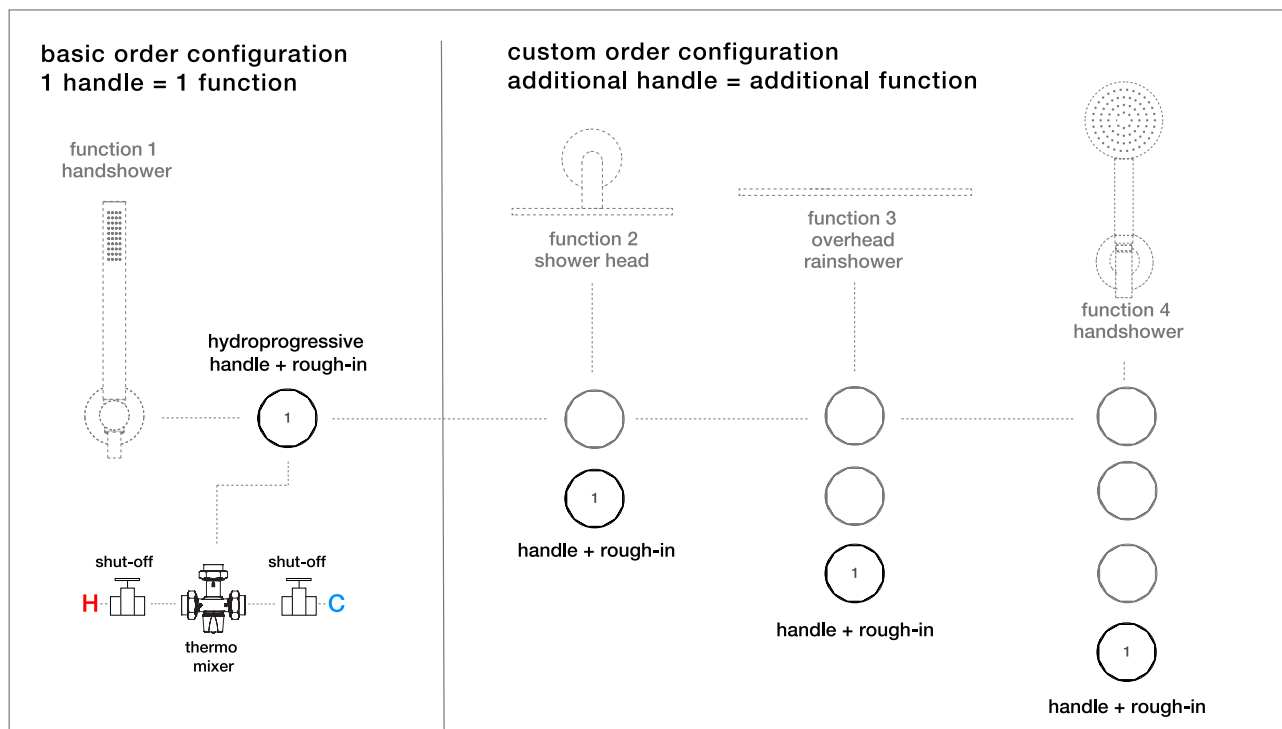 basic order configuration
1 handle = 1 function
function 1
handshower
hydroprogressive
handle + rough-in
1
shut-off
shut-off
H
C
thermo
mixer
custom order configuration
additional handle = additional function
function 2
shower head
1
handle + rough-in
function 3
overhead
rainshower
1
handle + rough-in
function 4
handshower
1
handle + rough-in